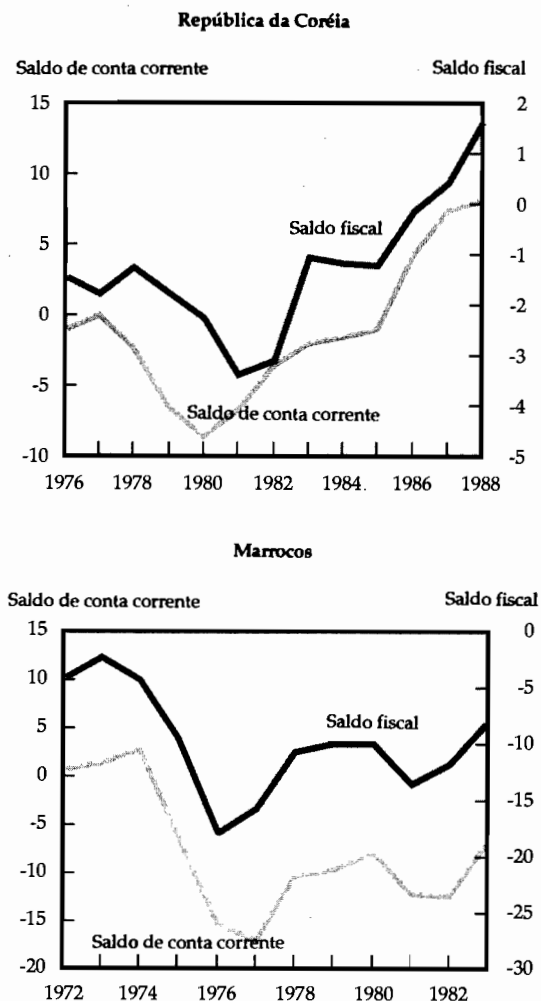 República da Coréia
Saldo de conta corrente Saldo fiscal
15 2
10 1
5 0
0 -1
-5 -2
-10 -3
-4
-5
Saldo fiscal
Saldo de conta corrente
1976 1978 1980 1982 1984. 1986 1988
Marrocos
Saldo de conta corrente Saldo fiscal
15 0
10 -5
5 -10
0 -15
-5 -20
-10 -25
-15 -30
-20
Saldo fiscal
Saldo de conta corrente
1972 1974 1976 1978 1980 1982